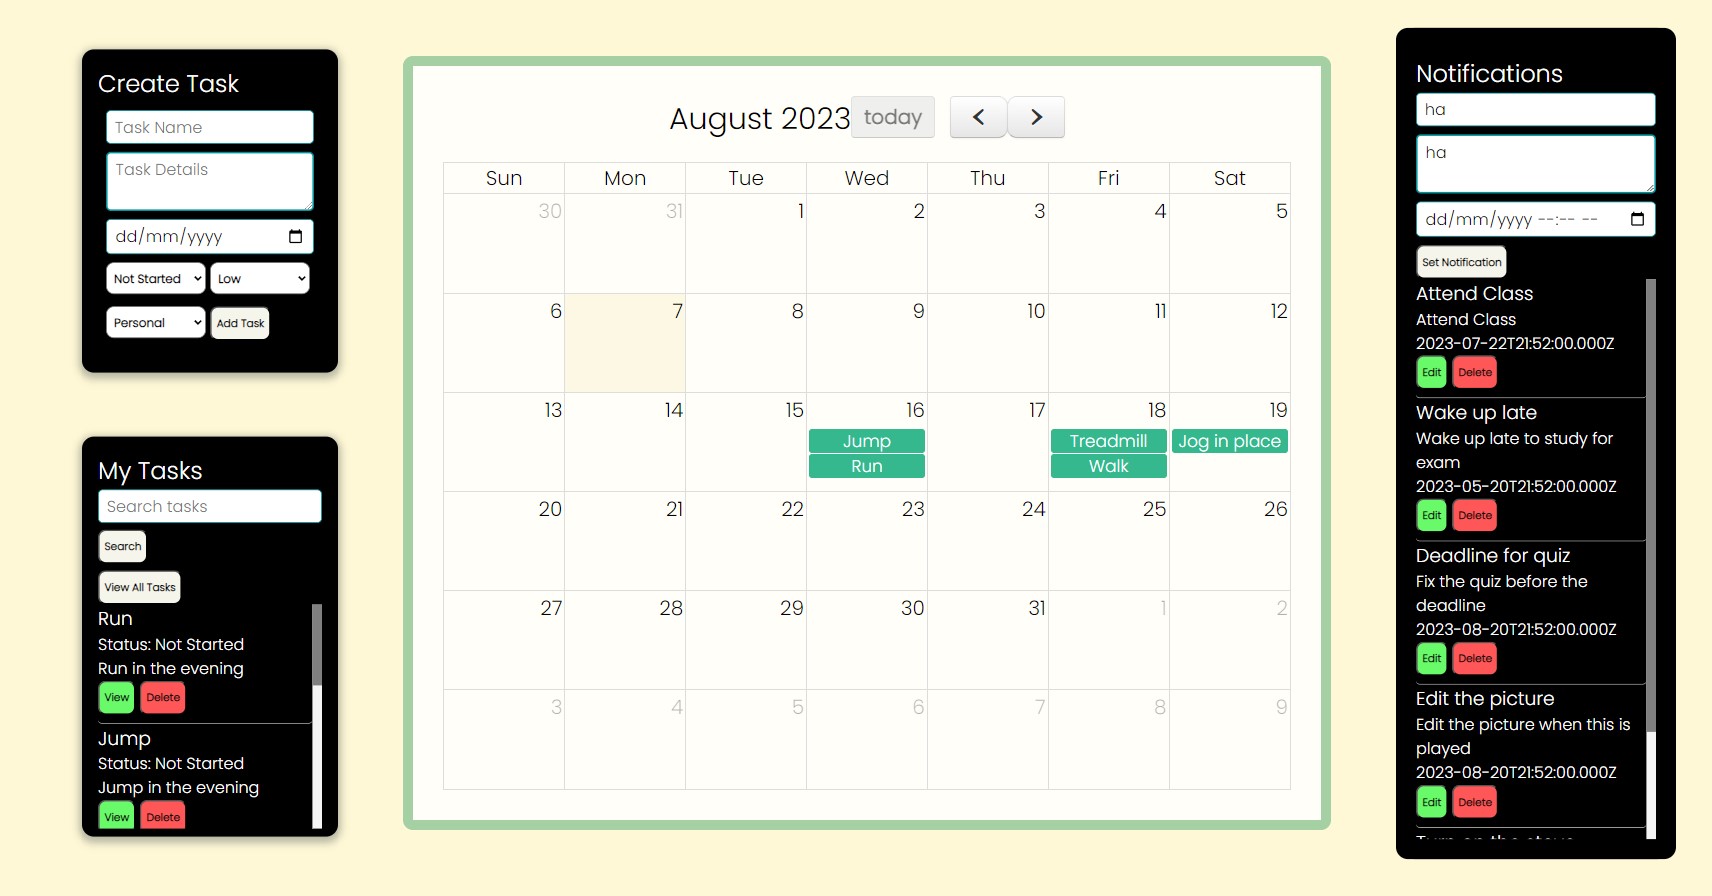 Create Task
Task Name
Task Details
dd/mm/yyyy
Not Started Low
Personal Add Task
My Tasks
Search tasks
Search
View All Tasks
Run
Status: Not Started
Run in the evening
View Delete
Jump
Status: Not Started
Jump in the evening
View Delete
August 2023 today
Sun Mon Tue Wed Thu Fri Sat
30 31 1 2 3 4 5
6 7 8 9 10 11 12
13 14 15 16 17 18 19
Jump Treadmill Jog in place
Run Walk
20 21 22 23 24 25 26
27 28 29 30 31 1 2
3 4 5 6 7 8 9
Notifications
ha
ha
dd/mm/yyyy --:-- --
Set Notification
Attend Class
Attend Class
2023-07-22T21:52:00.000Z
Edit Delete
Wake up late
Wake up late to study for
exam
2023-05-20T21:52:00.000Z
Edit Delete
Deadline for quiz
Fix the quiz before the
deadline
2023-08-20T21:52:00.000Z
Edit Delete
Edit the picture
Edit the picture when this is
played
2023-08-20T21:52:00.000Z
Edit Delete